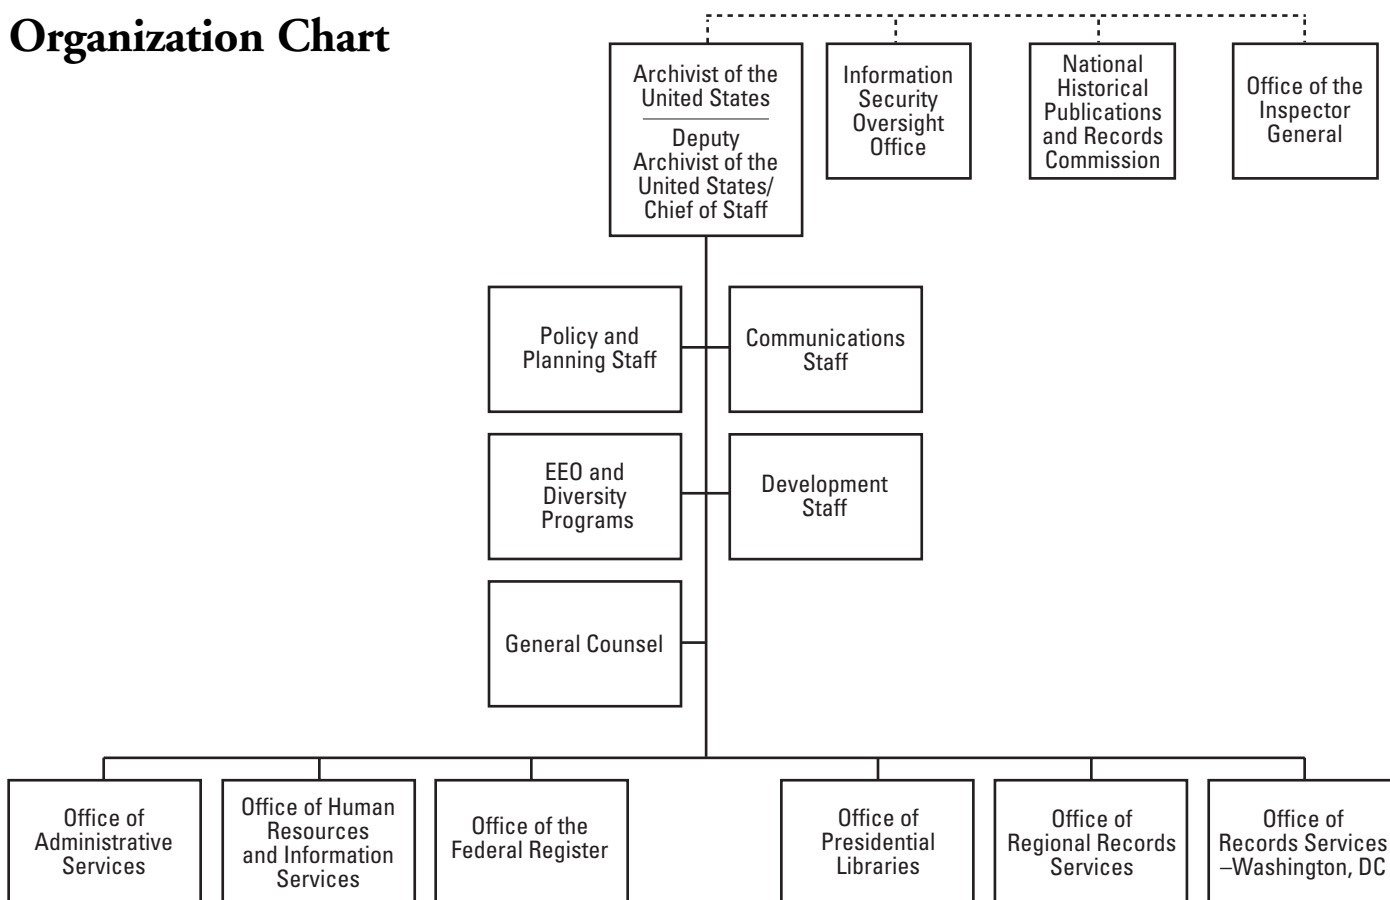 Organization Chart
Archivist of the
United States
Deputy
Archivist of the
United States/
Chief of Staff
Information
Security
Oversight
Office
National
Historical
Publications
and Records
Commission
Office of the
Inspector
General
Policy and
Planning Staff
Communications
Staff
EEO and
Diversity
Programs
Development
Staff
General Counsel
Office of
Administrative
Services
Office of Human
Resources
and Information
Services
Office of the
Federal Register
Office of
Presidential
Libraries
Office of
Regional Records
Services
Office of
Records Services
–Washington, DC